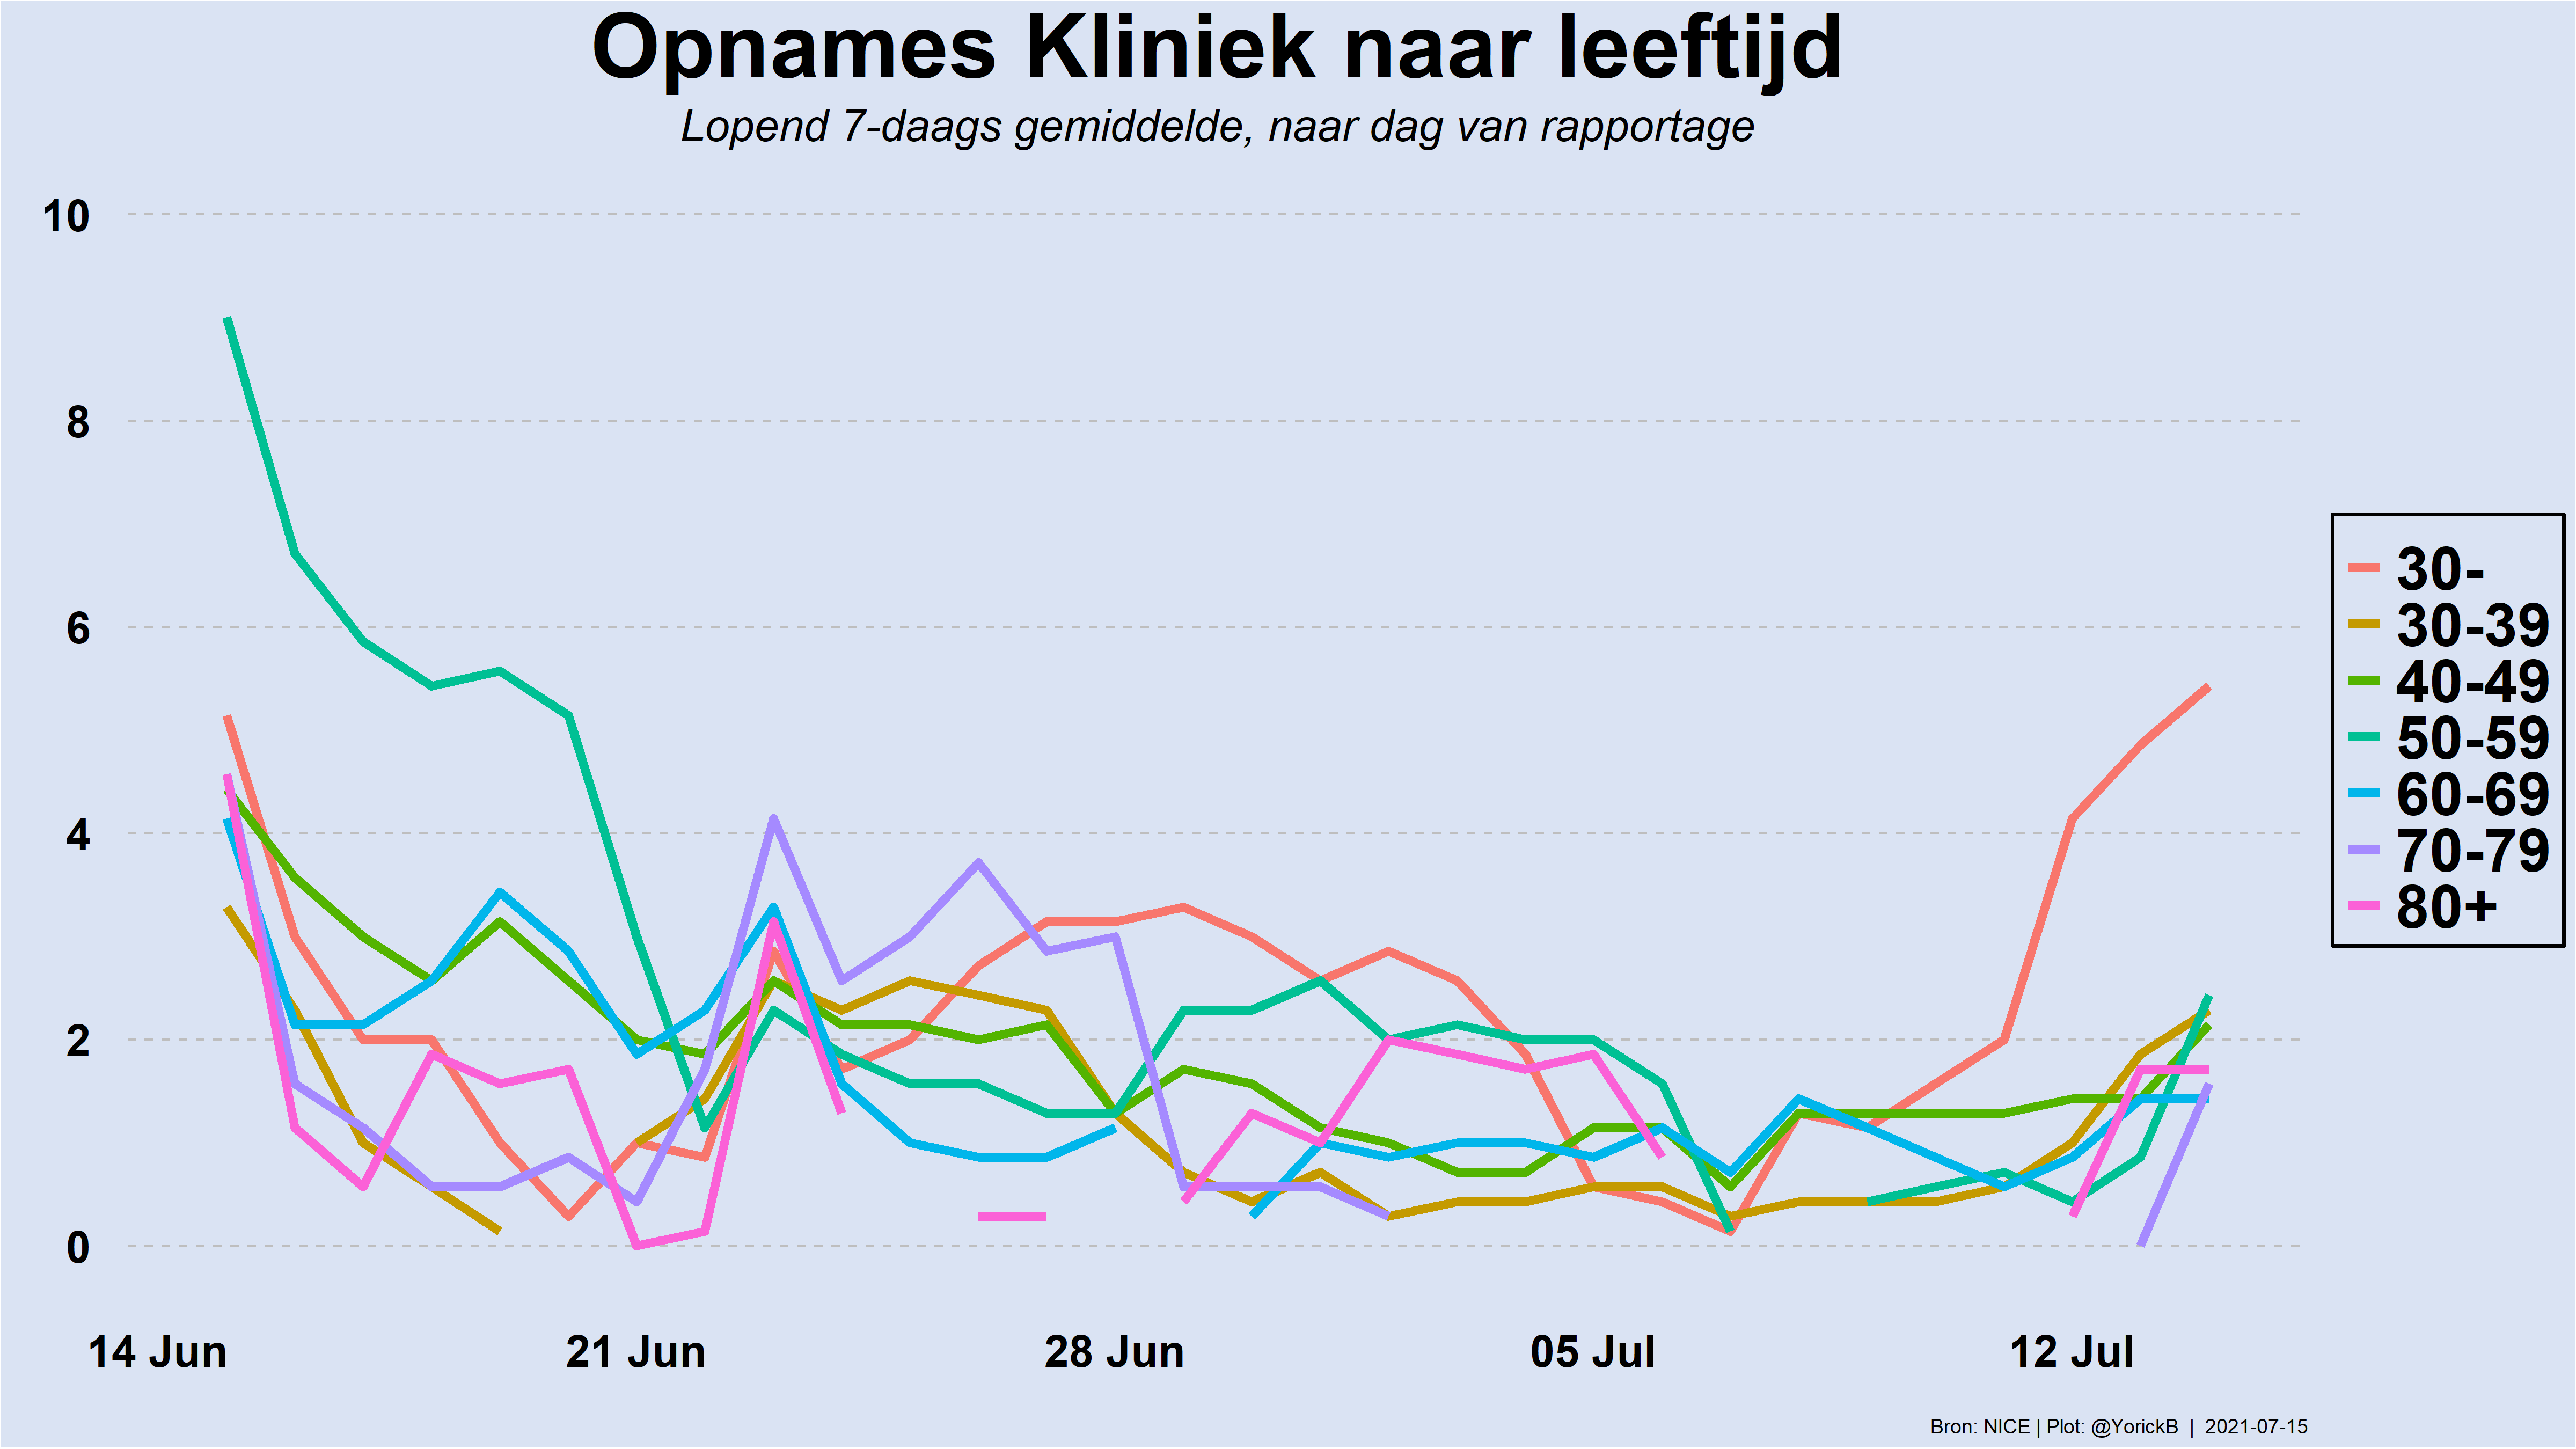 Opnames Kliniek naar leeftijd
Lopend 7-daags gemiddelde, naar dag van rapportage
10
8
6
4
2
0
14 Jun
21 Jun
28 Jun
05 Jul
12 Jul
30-
30-39
40-49
50-59
60-69
70-79
80+
Bron: NICE | Plot: @YorickB | 2021-07-15